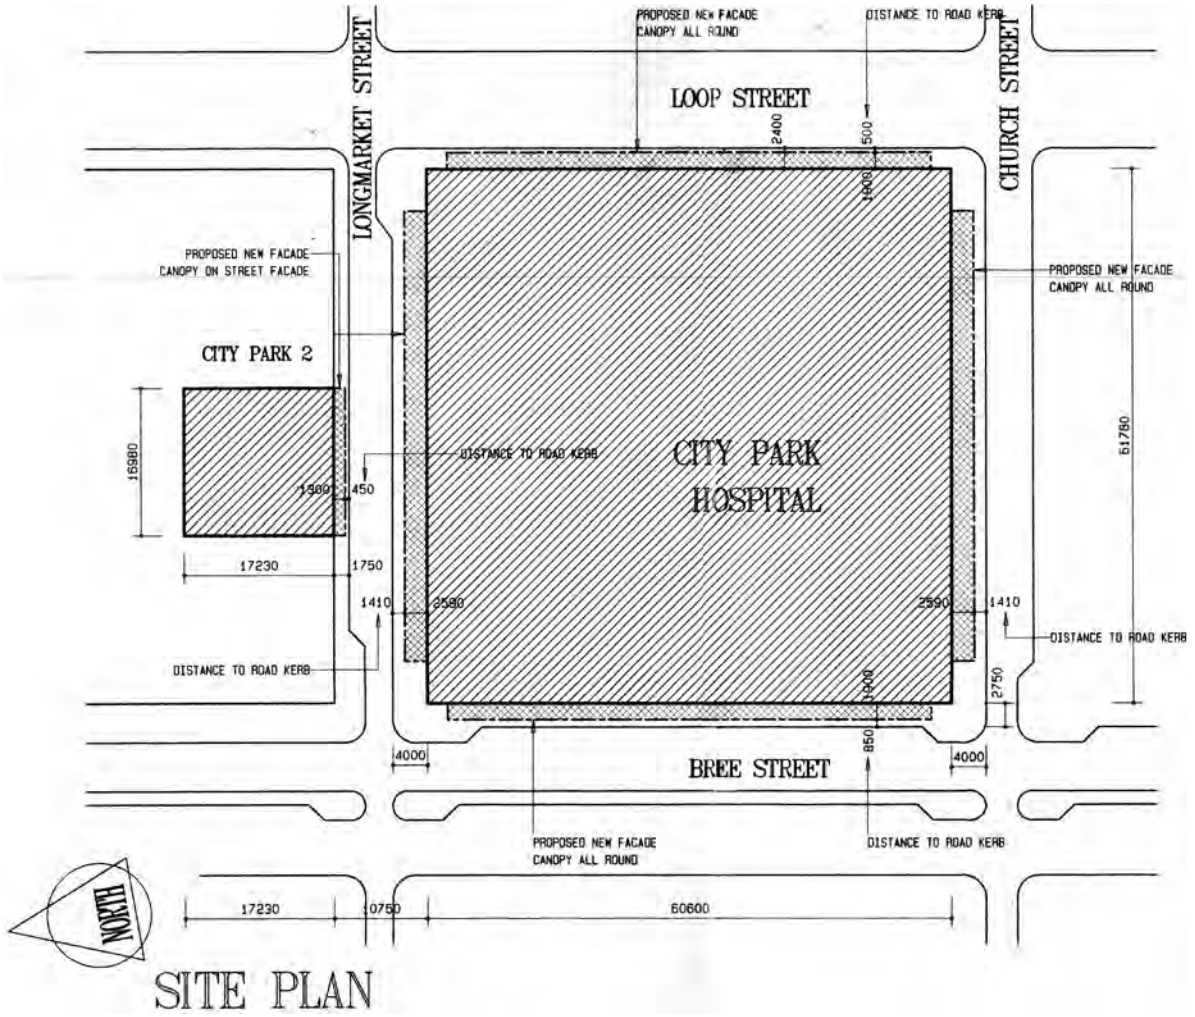 PROPOSED NEW FACADE
CANOPY ALL ROUND
DISTANCE TO ROAD KERB
LONGMARKET STREET
CHURCH STREET
LOOP STREET
2400
500
1900
PROPOSED NEW FACADE
CANOPY ON STREET FACADE
PROPOSED NEW FACADE
CANOPY ALL ROUND
CITY PARK 2
16980
DISTANCE TO ROAD KERB
CITY PARK
HOSPITAL
61780
1300
450
17230
1750
1410
2590
2590
1410
DISTANCE TO ROAD KERB
DISTANCE TO ROAD KERB
1900
2750
850
4000
BREE STREET
4000
PROPOSED NEW FACADE
CANOPY ALL ROUND
DISTANCE TO ROAD KERB
NORTH
17230
10750
60600
SITE PLAN